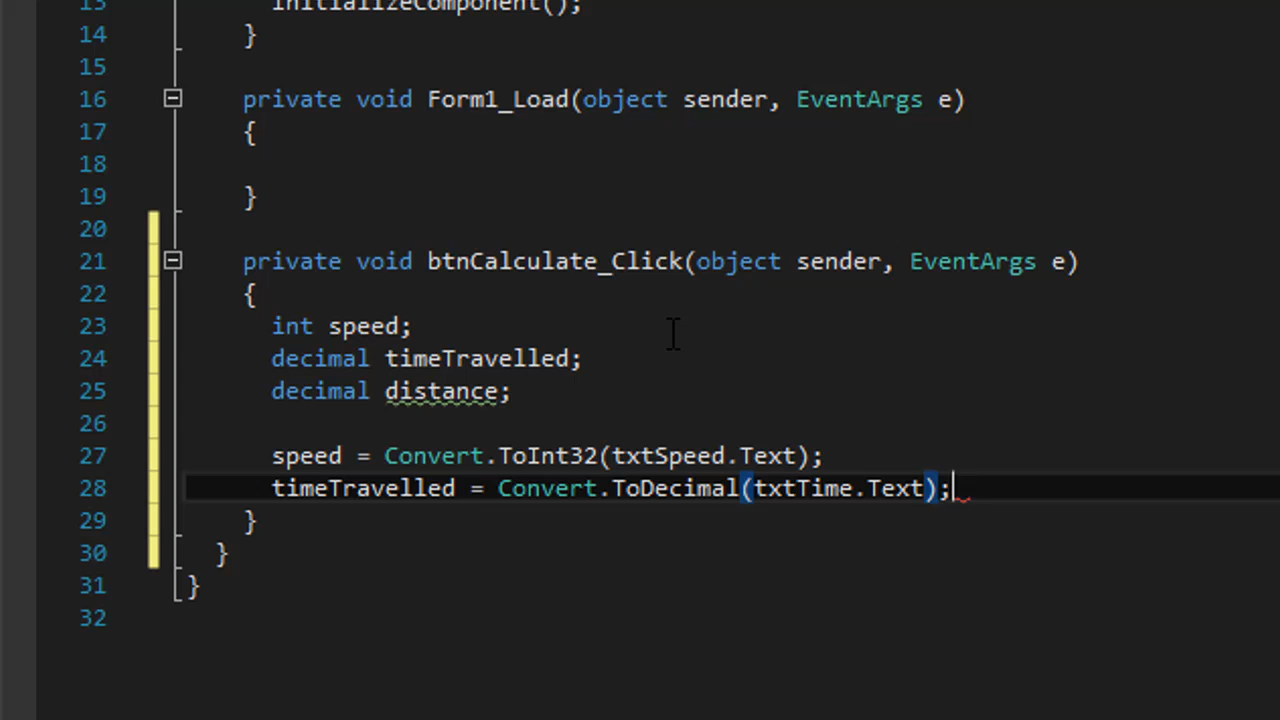 13 InitializeComponent();
14 }
15
16 private void Form1_Load(object sender, EventArgs e)
17 {
18
19 }
20
21 private void btnCalculate_Click(object sender, EventArgs e)
22 {
23 int speed;
24 decimal timeTravelled;
25 decimal distance;
26
27 speed = Convert.ToInt32(txtSpeed.Text);
28 timeTravelled = Convert.ToDecimal(txtTime.Text);
29 }
30 }
31 }
32